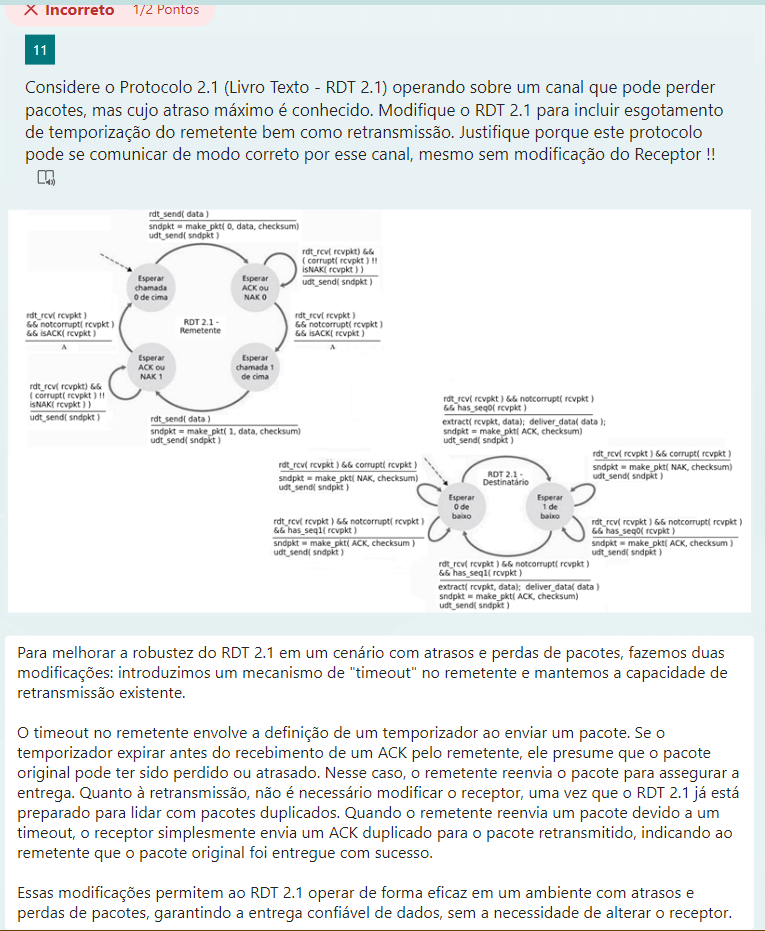 Incorreto 1/2 Pontos
11
Considere o Protocolo 2.1 (Livro Texto - RDT 2.1) operando sobre um canal que pode perder
pacotes, mas cujo atraso máximo é conhecido. Modifique o RDT 2.1 para incluir esgotamento
de temporização do remetente bem como retransmissão. Justifique porque este protocolo
pode se comunicar de modo correto por esse canal, mesmo sem modificação do Receptor !!
rdt_send( data )
sndpkt = make_pkt( 0, data, checksum)
udt_send( sndpkt )
rdt_rcv( rcvpkt) &&
( corrupt( rcvpkt ) !!
isNAK( rcvpkt ) )
udt_send( sndpkt )
Esperar
chamada
0 de cima
Esperar
ACK ou
NAK 0
rdt_rcv( rcvpkt )
&& notcorrupt( rcvpkt )
&& isACK( rcvpkt )
Λ
RDT 2.1 -
Remetente
rdt_rcv( rcvpkt )
&& notcorrupt( rcvpkt )
&& isACK( rcvpkt )
Λ
Esperar
ACK ou
NAK 1
Esperar
chamada 1
de cima
rdt_rcv( rcvpkt) &&
( corrupt( rcvpkt ) !!
isNAK( rcvpkt ) )
udt_send( sndpkt )
rdt_send( data )
sndpkt = make_pkt( 1, data, checksum)
udt_send( sndpkt )
rdt_rcv( rcvpkt ) && notcorrupt( rcvpkt )
&& has_seq0( rcvpkt )
extract( rcvpkt, data); deliver_data( data );
sndpkt = make_pkt( ACK, checksum)
udt_send( sndpkt )
rdt_rcv( rcvpkt ) && corrupt( rcvpkt )
sndpkt = make_pkt( NAK, checksum)
udt_send( sndpkt )
RDT 2.1 -
Destinatário
rdt_rcv( rcvpkt ) && corrupt( rcvpkt )
sndpkt = make_pkt( NAK, checksum)
udt_send( sndpkt )
Esperar
0 de
baixo
Esperar
1 de
baixo
rdt_rcv( rcvpkt ) && notcorrupt( rcvpkt )
&& has_seq1( rcvpkt )
sndpkt = make_pkt( ACK, checksum )
udt_send( sndpkt )
rdt_rcv( rcvpkt ) && notcorrupt( rcvpkt )
&& has_seq0( rcvpkt )
sndpkt = make_pkt( ACK, checksum )
udt_send( sndpkt )
rdt_rcv( rcvpkt ) && notcorrupt( rcvpkt )
&& has_seq1( rcvpkt )
extract( rcvpkt, data); deliver_data( data )
sndpkt = make_pkt( ACK, checksum)
udt_send( sndpkt )
Para melhorar a robustez do RDT 2.1 em um cenário com atrasos e perdas de pacotes, fazemos duas
modificações: introduzimos um mecanismo de "timeout" no remetente e mantemos a capacidade de
retransmissão existente.
O timeout no remetente envolve a definição de um temporizador ao enviar um pacote. Se o
temporizador expirar antes do recebimento de um ACK pelo remetente, ele presume que o pacote
original pode ter sido perdido ou atrasado. Nesse caso, o remetente reenvia o pacote para assegurar a
entrega. Quanto à retransmissão, não é necessário modificar o receptor, uma vez que o RDT 2.1 já está
preparado para lidar com pacotes duplicados. Quando o remetente reenvia um pacote devido a um
timeout, o receptor simplesmente envia um ACK duplicado para o pacote retransmitido, indicando ao
remetente que o pacote original foi entregue com sucesso.
Essas modificações permitem ao RDT 2.1 operar de forma eficaz em um ambiente com atrasos e
perdas de pacotes, garantindo a entrega confiável de dados, sem a necessidade de alterar o receptor.